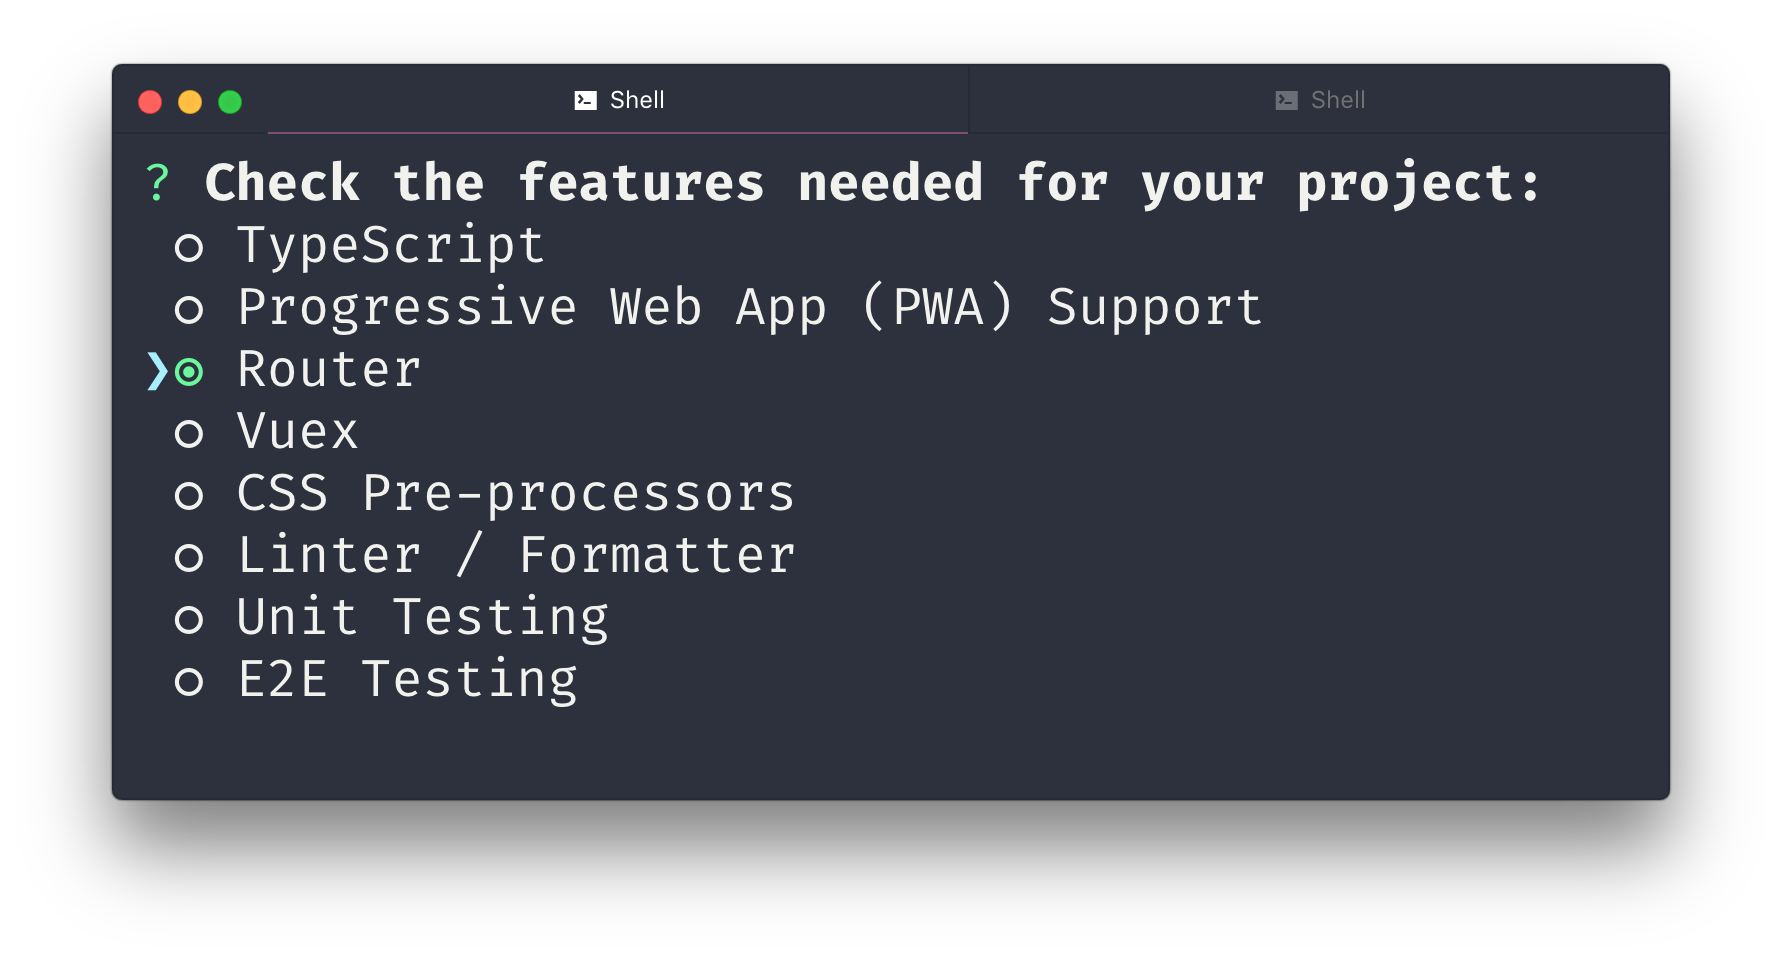 Shell Shell
? Check the features needed for your project:
◯ TypeScript
◯ Progressive Web App (PWA) Support
❯◉ Router
◯ Vuex
◯ CSS Pre-processors
◯ Linter / Formatter
◯ Unit Testing
◯ E2E Testing